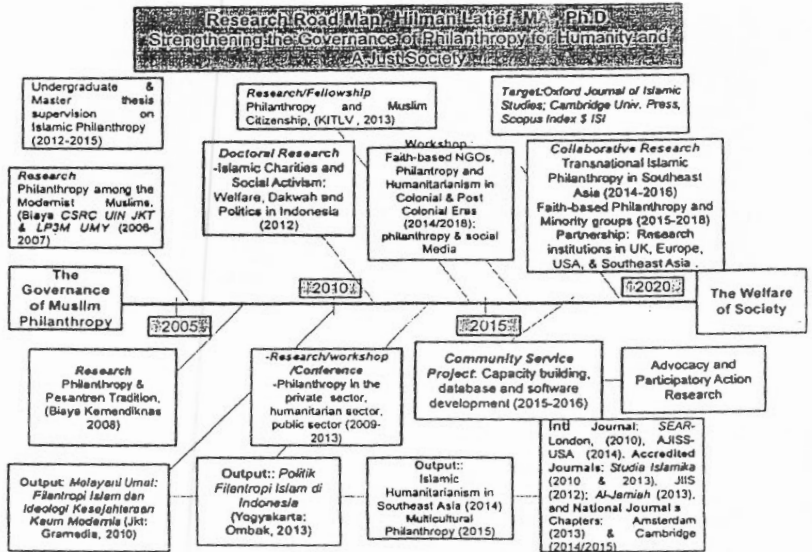 Research Road Map, Hilman Latief, MA, Ph.D.
Strengthening the Governance of Philanthropy for Humanity and
A Just Society
Undergraduate &
Master thesis
supervision on
Islamic Philanthropy
(2012-2015)
Research/Fellowship
Philanthropy and Muslim
Citizenship, (KITLV, 2013)
Target:Oxford Journal of Islamic
Studies; Cambridge Univ. Press,
Scopus Index $ ISI
Research
Philanthropy among the
Modernist Muslims.
(Biaya CSRC UIN JKT
& LP3M UMY (2006-
2007)
Doctoral Research
-Islamic Charities and
Social Activism:
Welfare, Dakwah and
Politics in Indonesia
(2012)
Workshop:
Faith-based NGOs,
Philantropy and
Humanitarianism in
Colonial & Post
Colonial Eras
(2014/2018);
philanthropy & social
Media
Collaborative Research
Transnational Islamic
Philanthropy in Southeast
Asia (2014-2016)
Faith-based Philanthropy and
Minority groups (2015-2018)
Partnership: Research
institutions in UK, Europe,
USA, & Southeast Asia .
The
Governance
of Muslim
Philanthropy
2005
2010
2015
2020
The Welfare
of Society
Research
Philanthropy &
Pesantren Tradition,
(Biaya Kemendiknas
2008)
-Research/workshop
/Conference
-Philanthropy in the
private sector,
humanitarian sector,
public sector (2009-
2013)
Community Service
Project: Capacity building,
database and software
development (2015-2016)
Advocacy and
Participatory Action
Research
Output: Melayani Umat:
Filantropi Islam dan
Ideologi Kesejahteraan
Kaum Modernis (Jkt:
Gramedia, 2010)
Output:: Politik
Filantropi Islam di
Indonesia
(Yogyakarta:
Ombak, 2013)
Output::
Islamic
Humanitarianism in
Southeast Asia (2014)
Multicultural
Philanthropy (2015)
Intl Journal: SEAR-
London, (2010), AJISS-
USA (2014). Accredited
Journals: Studia Islamika
(2010 & 2013), JIIS
(2012); Al-Jamiah (2013),
and National Journals
Chapters: Amsterdam
(2013) & Cambridge
(2014/2015)